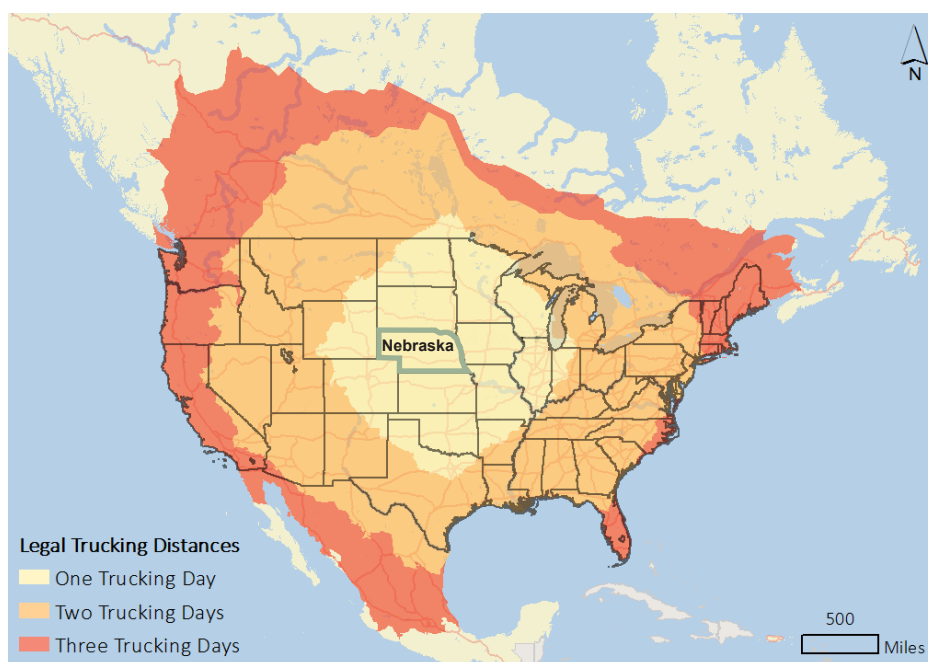 N
Nebraska
Legal Trucking Distances
One Trucking Day
Two Trucking Days
Three Trucking Days
500
Miles